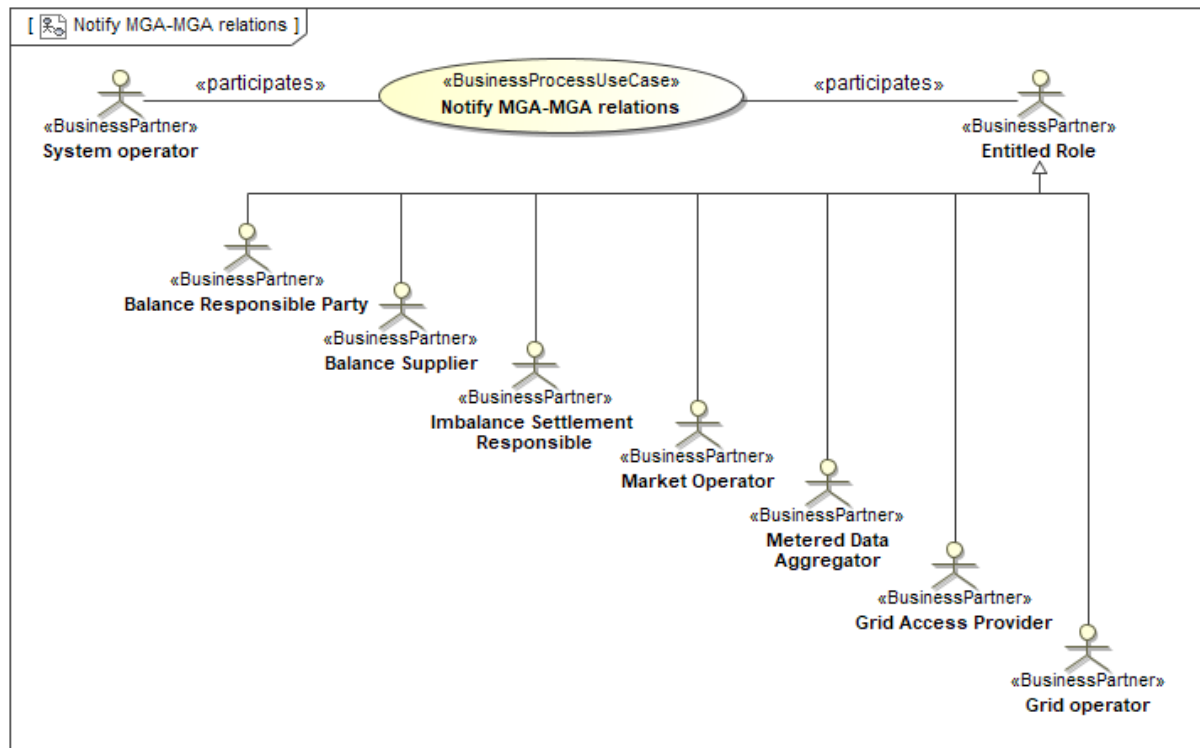 [ Notify MGA-MGA relations ]
«participates»
«BusinessProcessUseCase»
Notify MGA-MGA relations
«participates»
«BusinessPartner»
System operator
«BusinessPartner»
Entitled Role
«BusinessPartner»
Balance Responsible Party
«BusinessPartner»
Balance Supplier
«BusinessPartner»
Imbalance Settlement
Responsible
«BusinessPartner»
Market Operator
«BusinessPartner»
Metered Data
Aggregator
«BusinessPartner»
Grid Access Provider
«BusinessPartner»
Grid operator